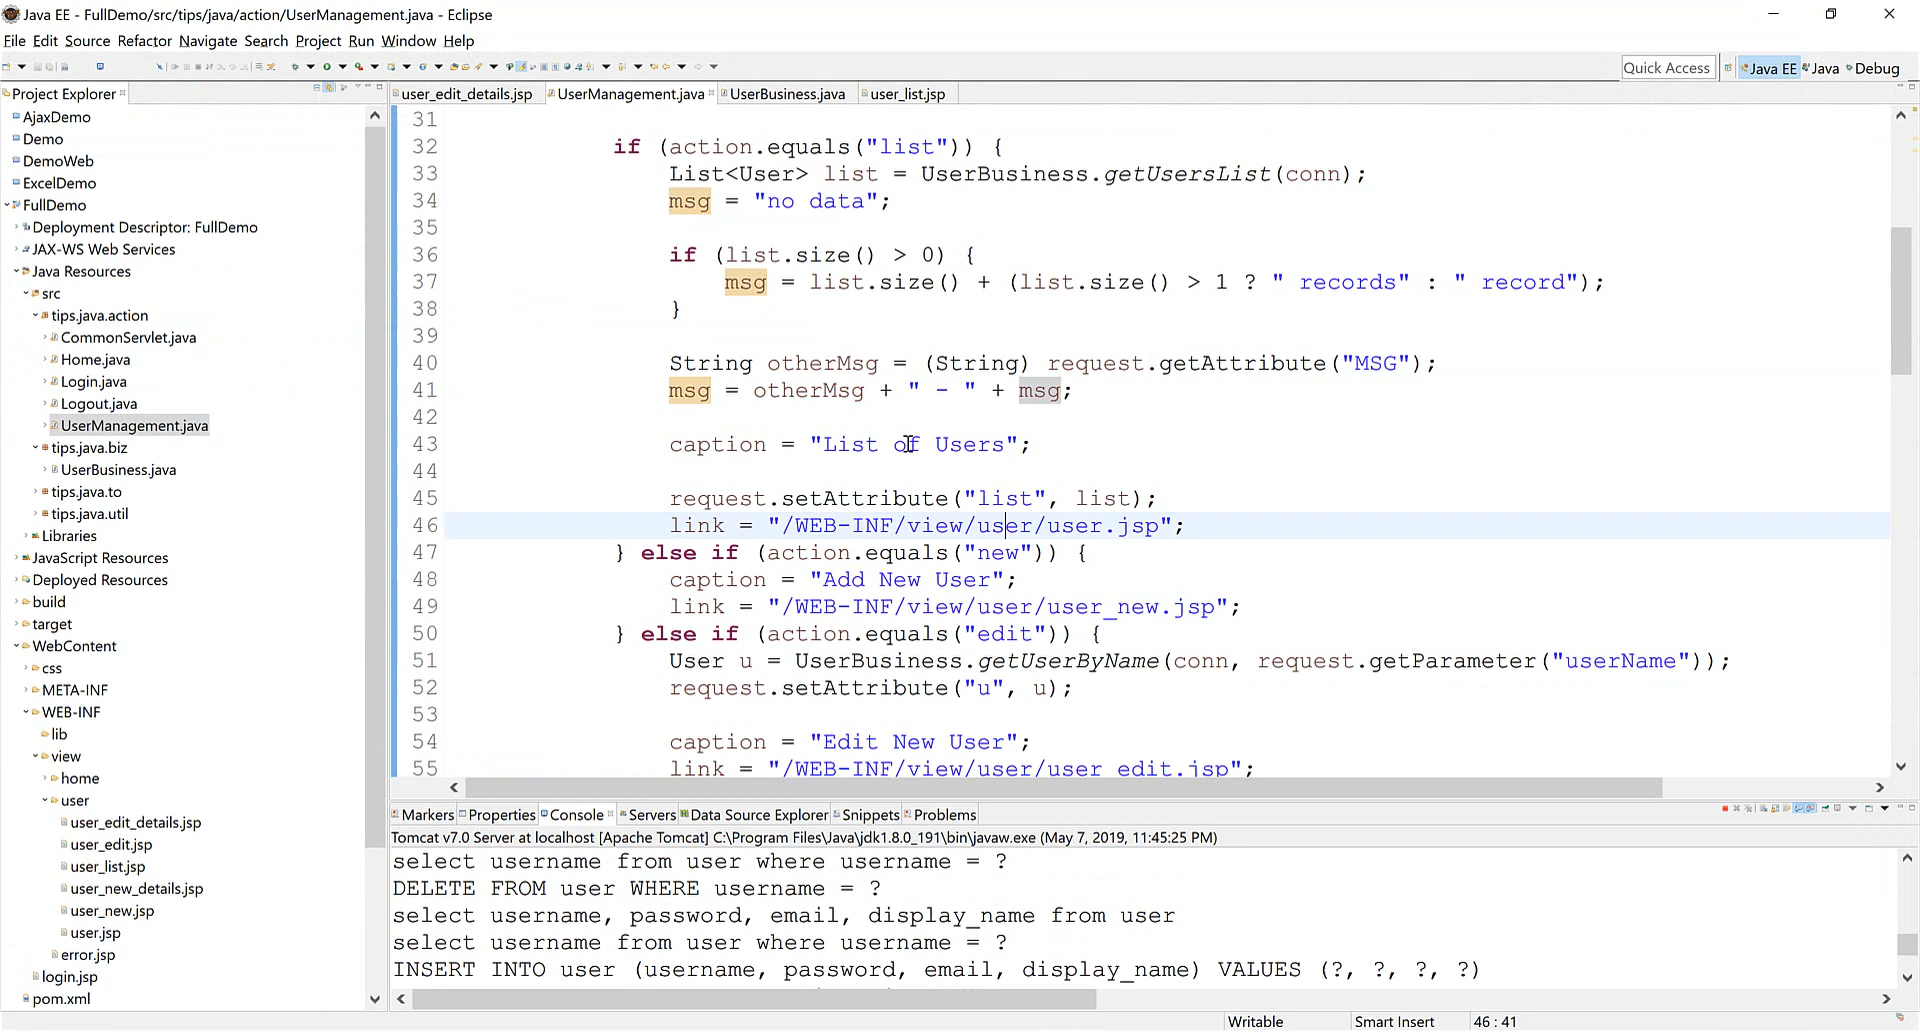 Java EE - FullDemo/src/tips/java/action/UserManagement.java - Eclipse
File Edit Source Refactor Navigate Search Project Run Window Help
Quick Access Java EE Java Debug
Project Explorer
AjaxDemo
Demo
DemoWeb
ExcelDemo
FullDemo
Deployment Descriptor: FullDemo
JAX-WS Web Services
Java Resources
src
tips.java.action
CommonServlet.java
Home.java
Login.java
Logout.java
UserManagement.java
tips.java.biz
UserBusiness.java
tips.java.to
tips.java.util
Libraries
JavaScript Resources
Deployed Resources
build
target
WebContent
css
META-INF
WEB-INF
lib
view
home
user
user_edit_details.jsp
user_edit.jsp
user_list.jsp
user_new_details.jsp
user_new.jsp
user.jsp
error.jsp
login.jsp
pom.xml
user_edit_details.jsp UserManagement.java UserBusiness.java user_list.jsp
31
32 if (action.equals("list")) {
33 List<User> list = UserBusiness.getUsersList(conn);
34 msg = "no data";
35
36 if (list.size() > 0) {
37 msg = list.size() + (list.size() > 1 ? " records" : " record");
38 }
39
40 String otherMsg = (String) request.getAttribute("MSG");
41 msg = otherMsg + " - " + msg;
42
43 caption = "List of Users";
44
45 request.setAttribute("list", list);
46 link = "/WEB-INF/view/user/user.jsp";
47 } else if (action.equals("new")) {
48 caption = "Add New User";
49 link = "/WEB-INF/view/user/user_new.jsp";
50 } else if (action.equals("edit")) {
51 User u = UserBusiness.getUserByName(conn, request.getParameter("userName"));
52 request.setAttribute("u", u);
53
54 caption = "Edit New User";
55 link = "/WEB-INF/view/user/user_edit.jsp";
Markers Properties Console Servers Data Source Explorer Snippets Problems
Tomcat v7.0 Server at localhost [Apache Tomcat] C:\Program Files\Java\jdk1.8.0_191\bin\javaw.exe (May 7, 2019, 11:45:25 PM)
select username from user where username = ?
DELETE FROM user WHERE username = ?
select username, password, email, display_name from user
select username from user where username = ?
INSERT INTO user (username, password, email, display_name) VALUES (?, ?, ?, ?)
Writable Smart Insert 46 : 41